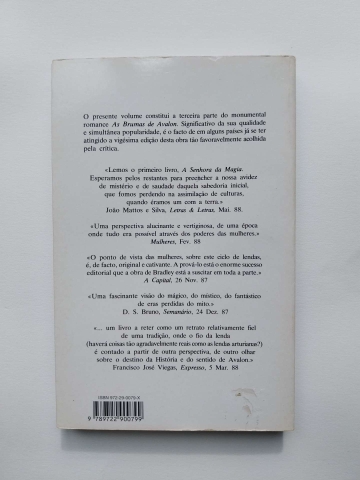 O presente volume constitui a terceira parte do monumental
romance As Brumas de Avalon. Significativo da sua qualidade
e simultânea popularidade, é o facto de em alguns países já se ter
atingido a vigésima edição desta obra tão favoravelmente acolhida
pela crítica.
«Lemos o primeiro livro, A Senhora da Magia.
Esperamos pelos restantes para preencher a nossa avidez
de mistério e de saudade daquela sabedoria inicial,
que fomos perdendo na assimilação de culturas,
quando éramos um com a terra.»
João Mattos e Silva, Letras & Letras, Mai. 88.
«Uma perspectiva alucinante e vertiginosa, de uma época
onde tudo era possível através dos poderes das mulheres.»
Mulheres, Fev. 88
«O ponto de vista das mulheres, sobre este ciclo de lendas,
é, de facto, original e cativante. A prová-lo está o enorme sucesso
editorial que a obra de Bradley está a suscitar em toda a parte.»
A Capital, 26 Nov. 87
«Uma fascinante visão do mágico, do místico, do fantástico
de eras perdidas do mito.»
D. S. Bruno, Semanário, 24 Dez. 87
«... um livro a reter como um retrato relativamente fiel
de uma tradição, onde o fio da lenda
(haverá coisas tão agradavelmente reais como as lendas arturianas?)
é contado a partir de outra perspectiva, de outro olhar
sobre o destino da História e do sentido de Avalon.»
Francisco José Viegas, Expresso, 5 Mar. 88
ISBN 972-29-0079-X
9 789722 900799